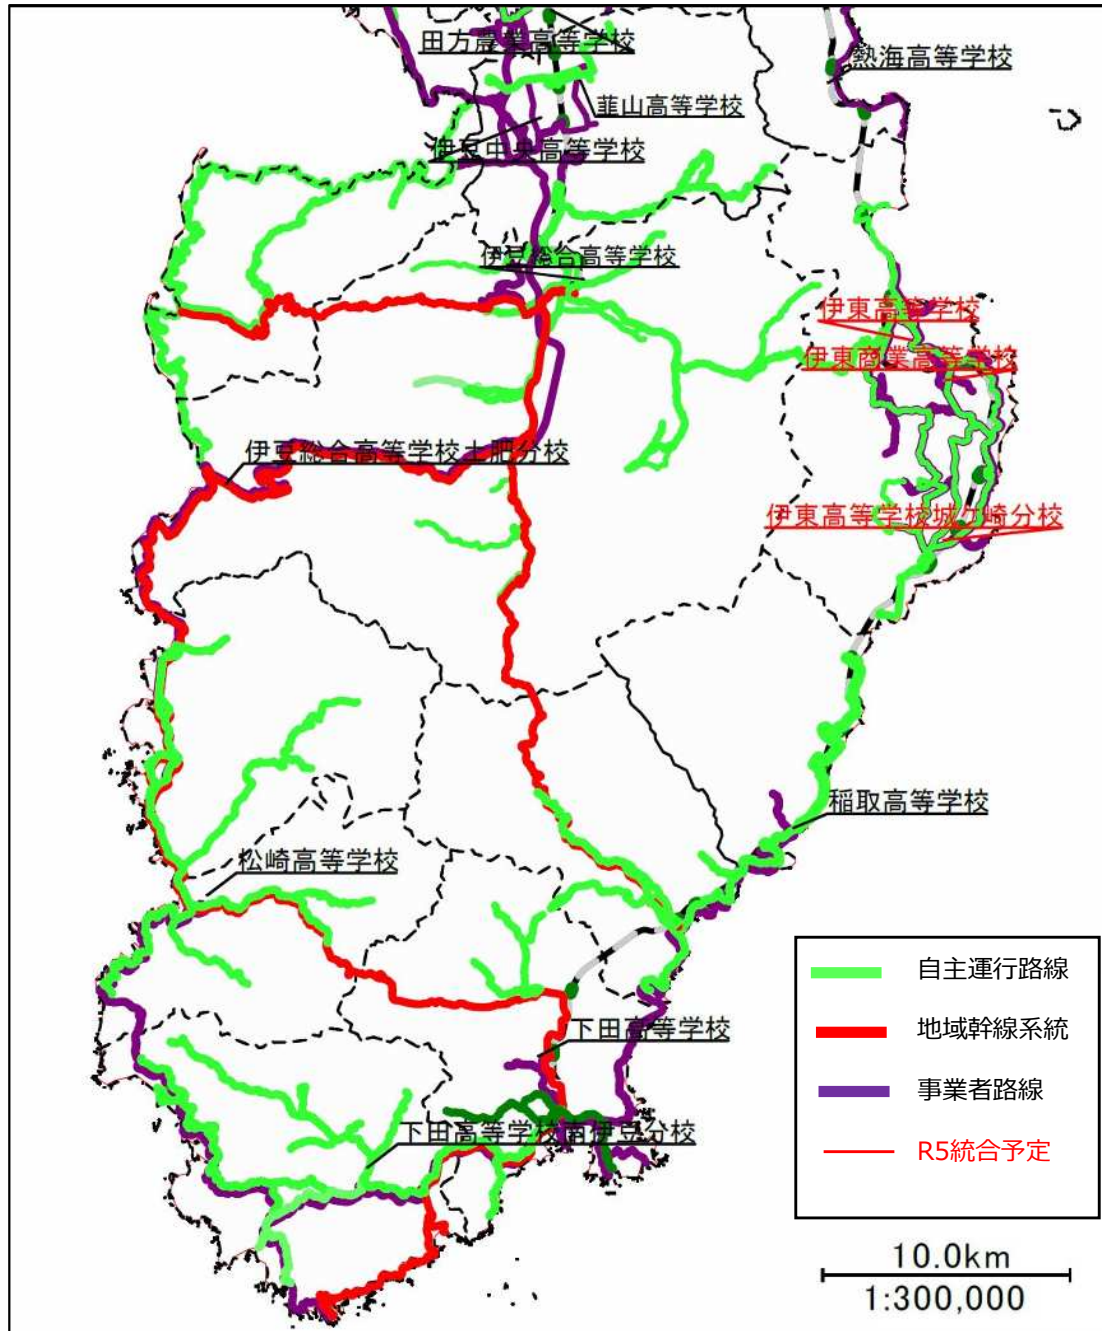 田方農業高等学校
熱海高等学校
韮山高等学校
伊豆中央高等学校
伊豆総合高等学校
伊東高等学校
伊東商業高等学校
伊豆総合高等学校土肥分校
伊東高等学校城ケ崎分校
稲取高等学校
松崎高等学校
下田高等学校
下田高等学校南伊豆分校
自主運行路線
地域幹線系統
事業者路線
R5統合予定
10.0km
1:300,000